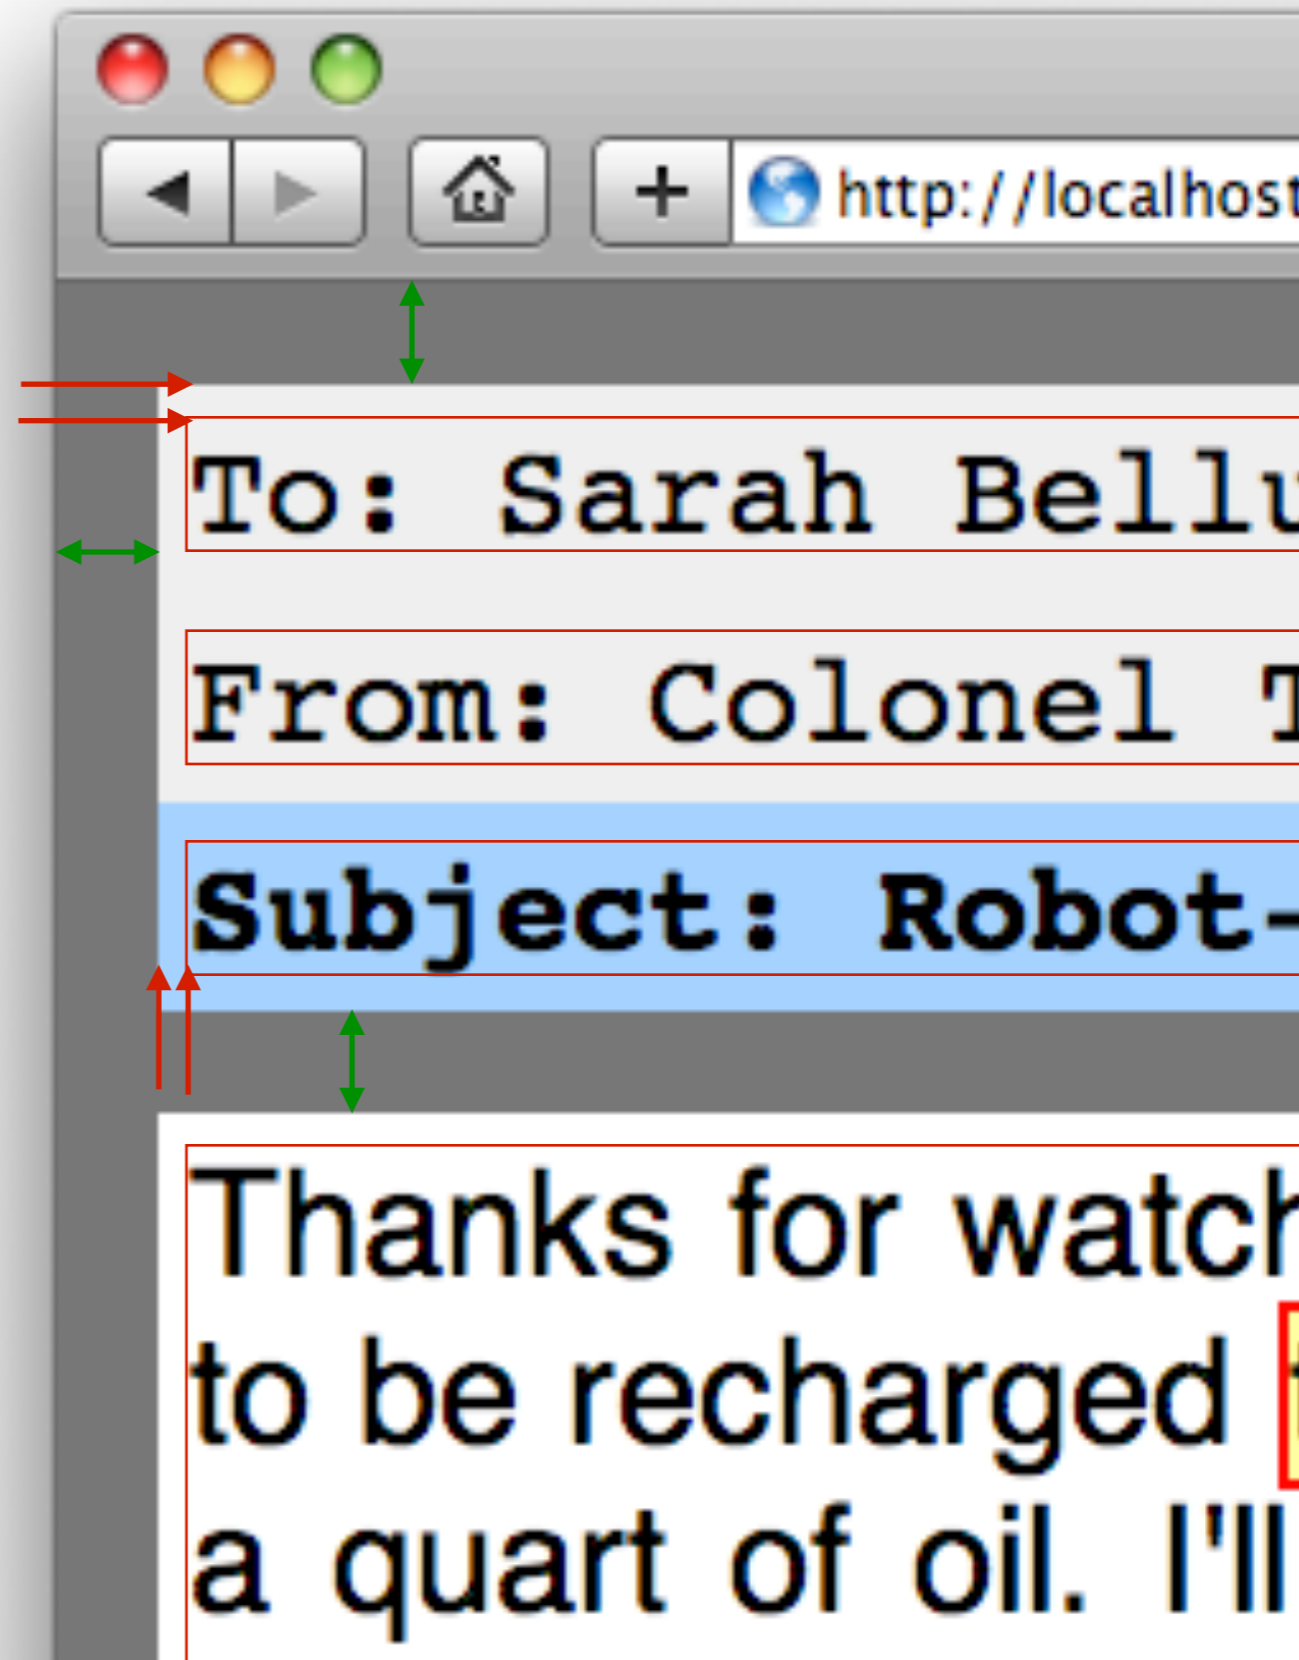 http://localhost
To: Sarah Bellu
From: Colonel T
Subject: Robot-
Thanks for watch
to be recharged
a quart of oil. I'll